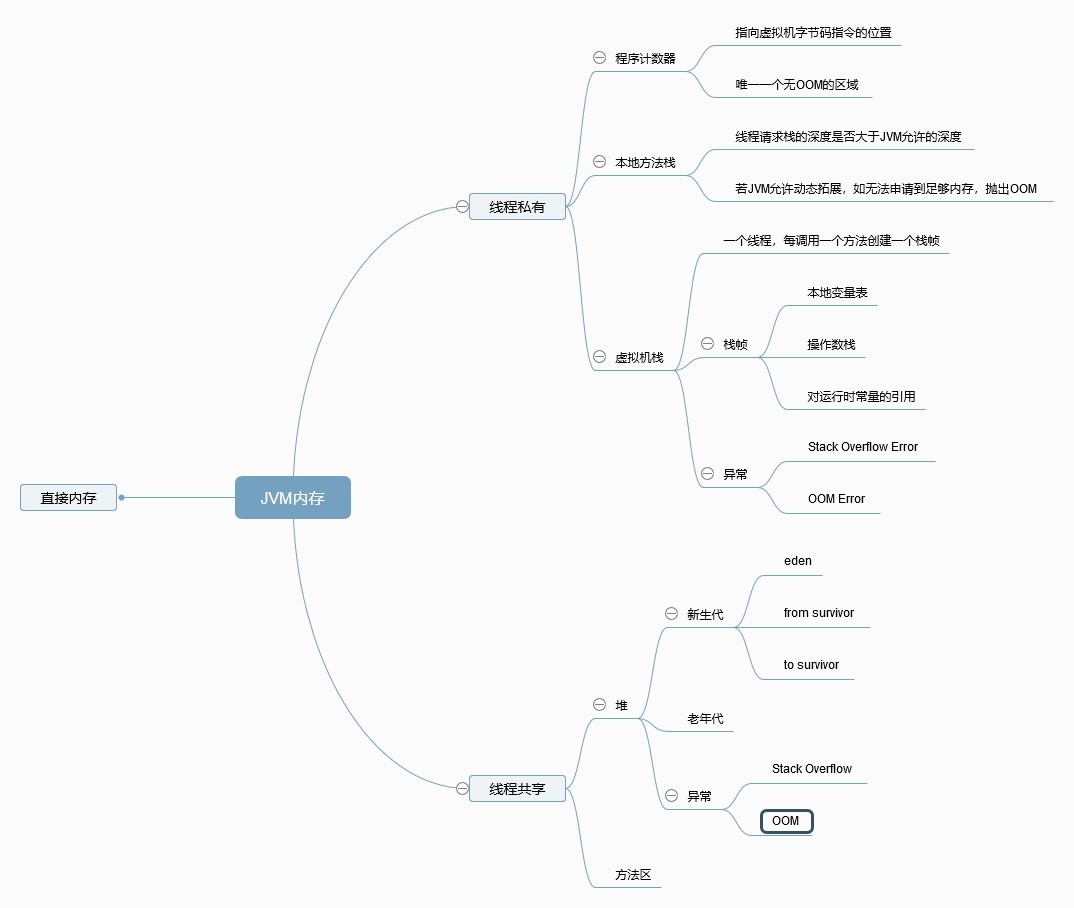 JVM内存
直接内存
线程私有
程序计数器
指向虚拟机字节码指令的位置
唯一一个无OOM的区域
本地方法栈
线程请求栈的深度是否大于JVM允许的深度
若JVM允许动态拓展，如无法申请到足够内存，抛出OOM
虚拟机栈
一个线程，每调用一个方法创建一个栈帧
栈帧
本地变量表
操作数栈
对运行时常量的引用
异常
Stack Overflow Error
OOM Error
线程共享
堆
新生代
eden
from survivor
to survivor
老年代
异常
Stack Overflow
OOM
方法区